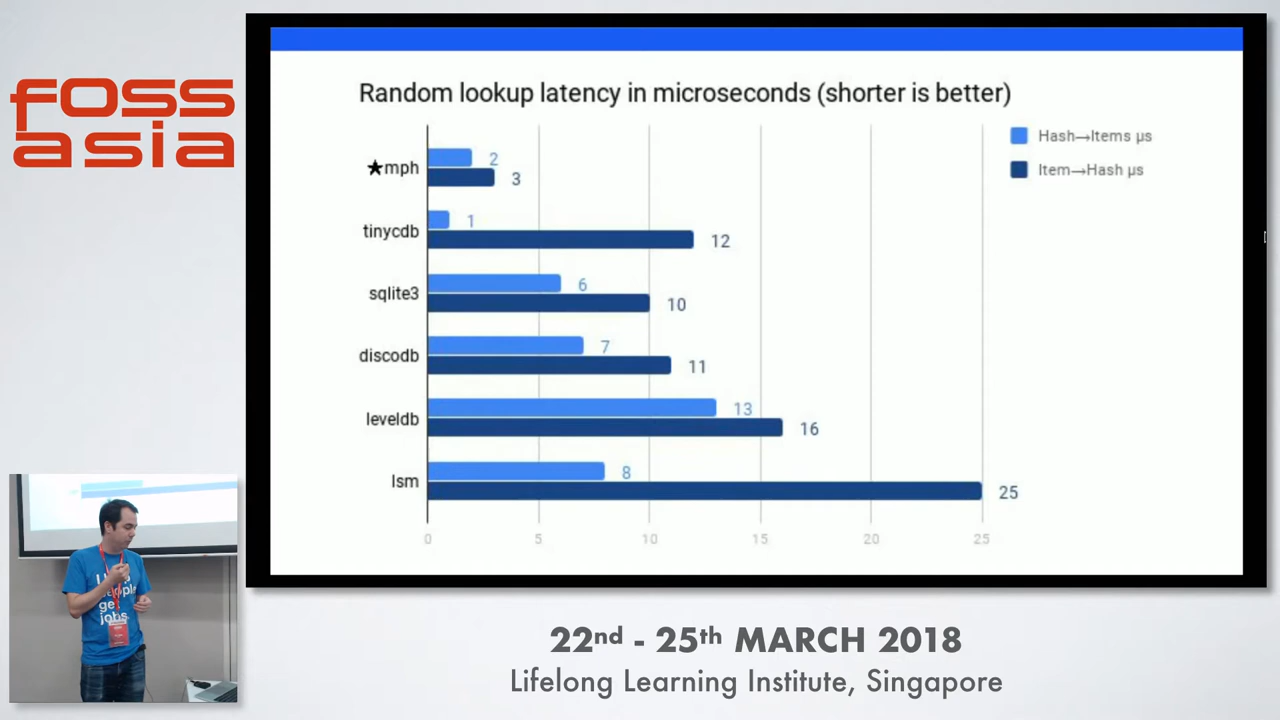 foss
asia
Random lookup latency in microseconds (shorter is better)
Hash→Items µs
Item→Hash µs
★mph
2
3
tinycdb
1
12
sqlite3
6
10
discodb
7
11
leveldb
13
16
lsm
8
25
0 5 10 15 20 25
ge
jobs
22nd - 25th MARCH 2018
Lifelong Learning Institute, Singapore